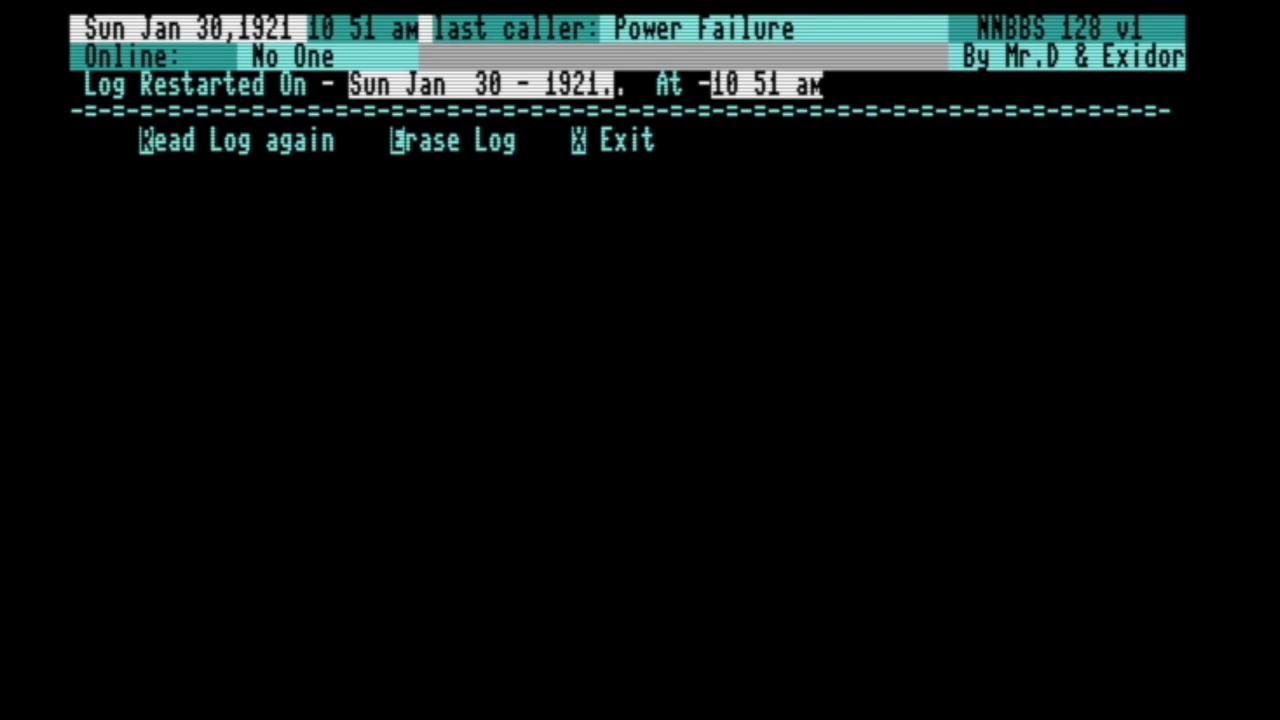 Sun Jan 30,1921 10 51 am last caller: Power Failure NNBBS 128 v1
Online: No One By Mr.D & Exidor
Log Restarted On - Sun Jan  30 - 1921..  At -10 51 am
-=-=-=-=-=-=-=-=-=-=-=-=-=-=-=-=-=-=-=-=-=-=-=-=-=-=-=-=-=-=-=-=-=-=-=-=-=-=-=-
Read Log again    Erase Log    X Exit